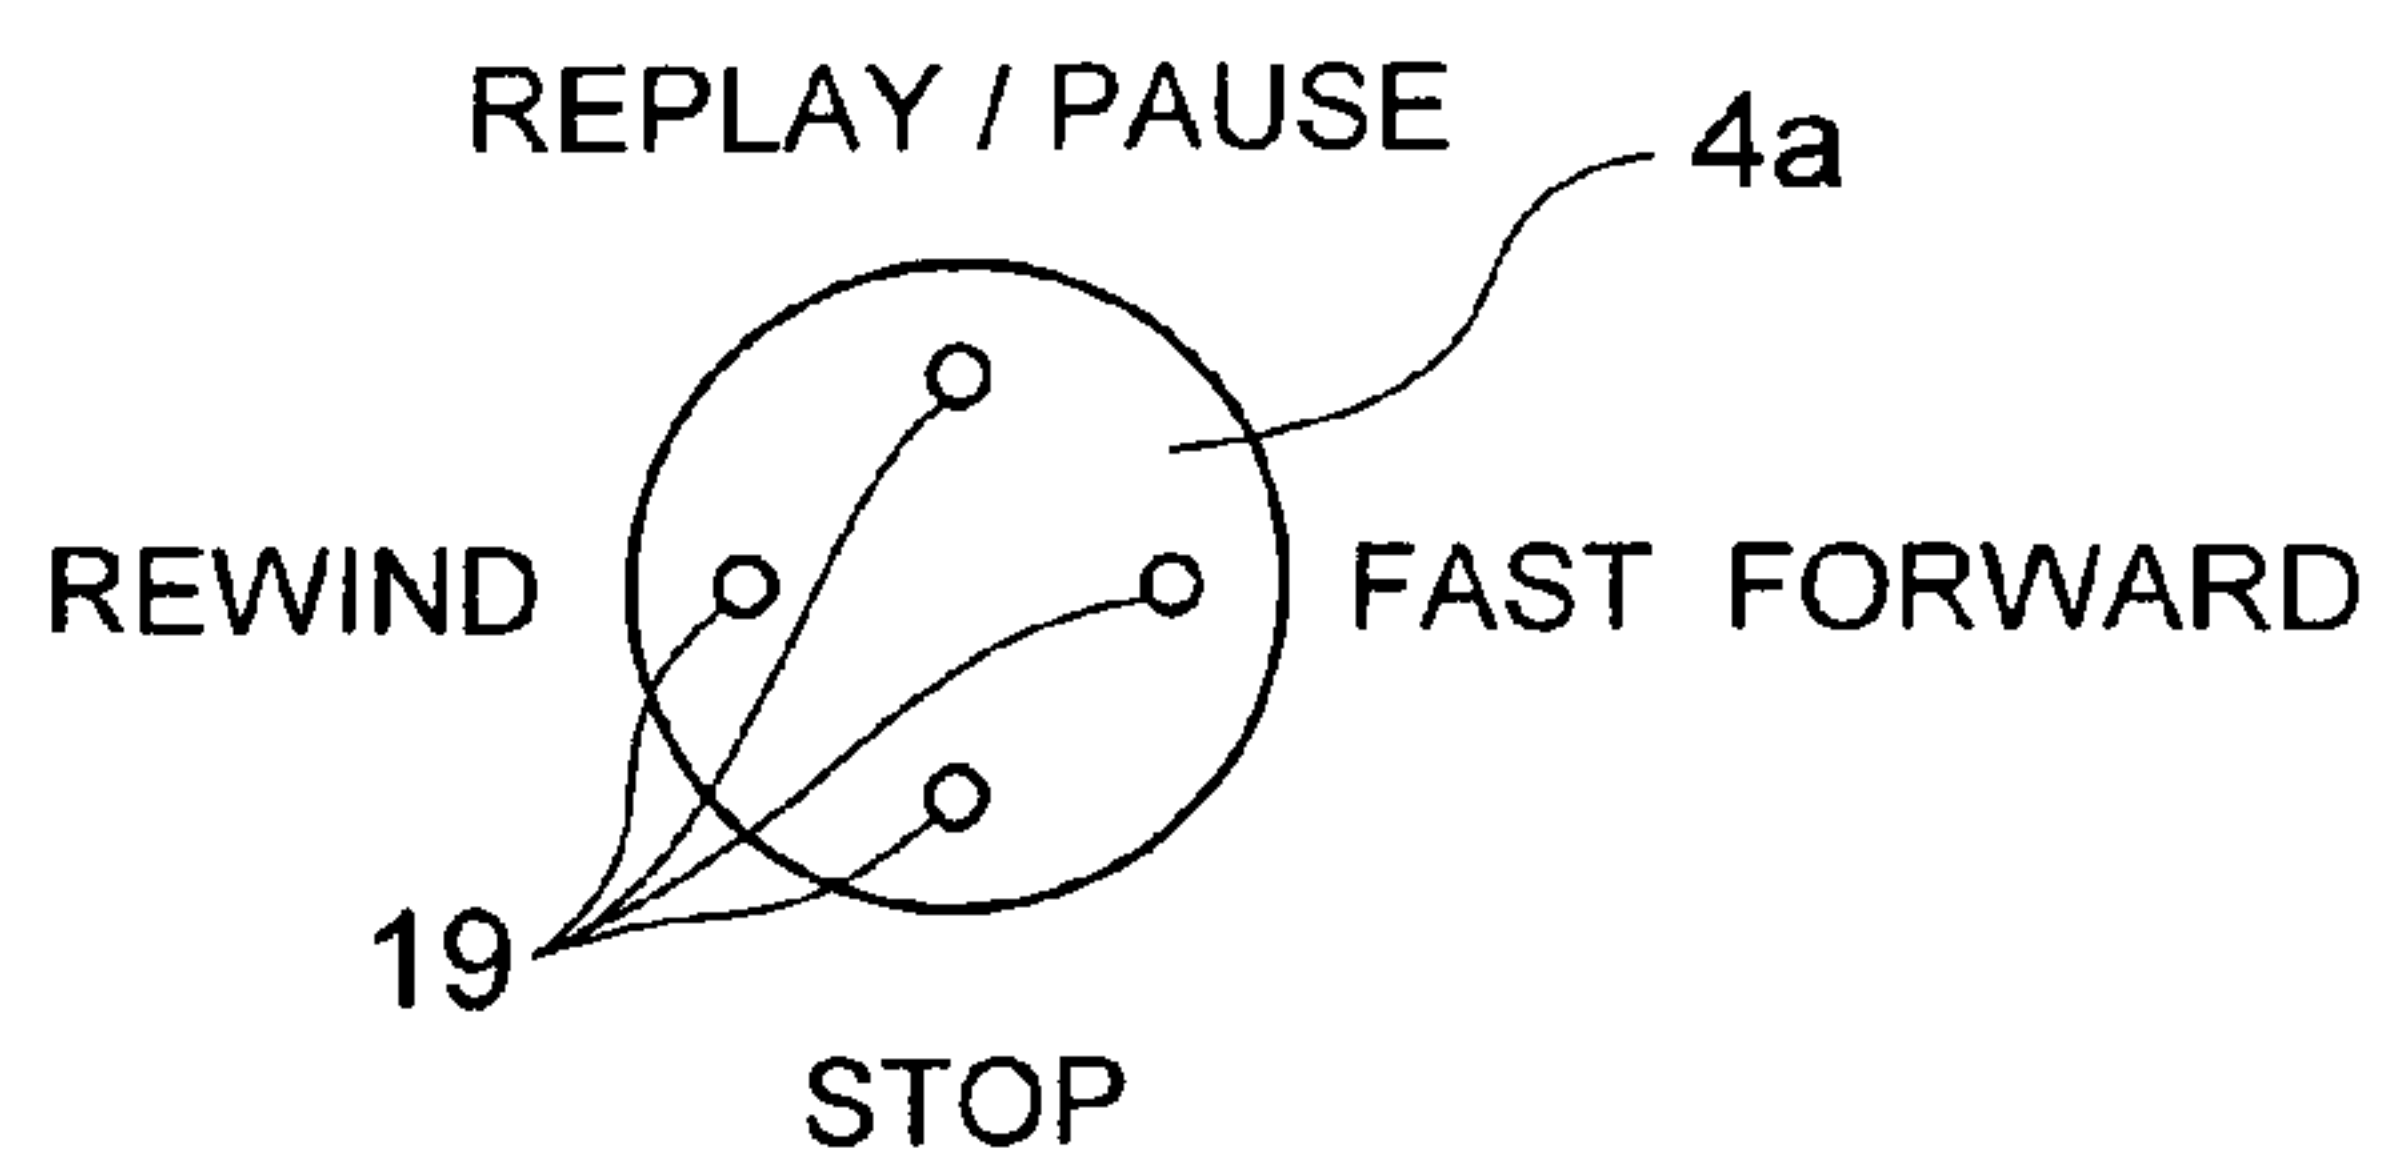 REPLAY / PAUSE
4a
REWIND
FAST FORWARD
19
STOP